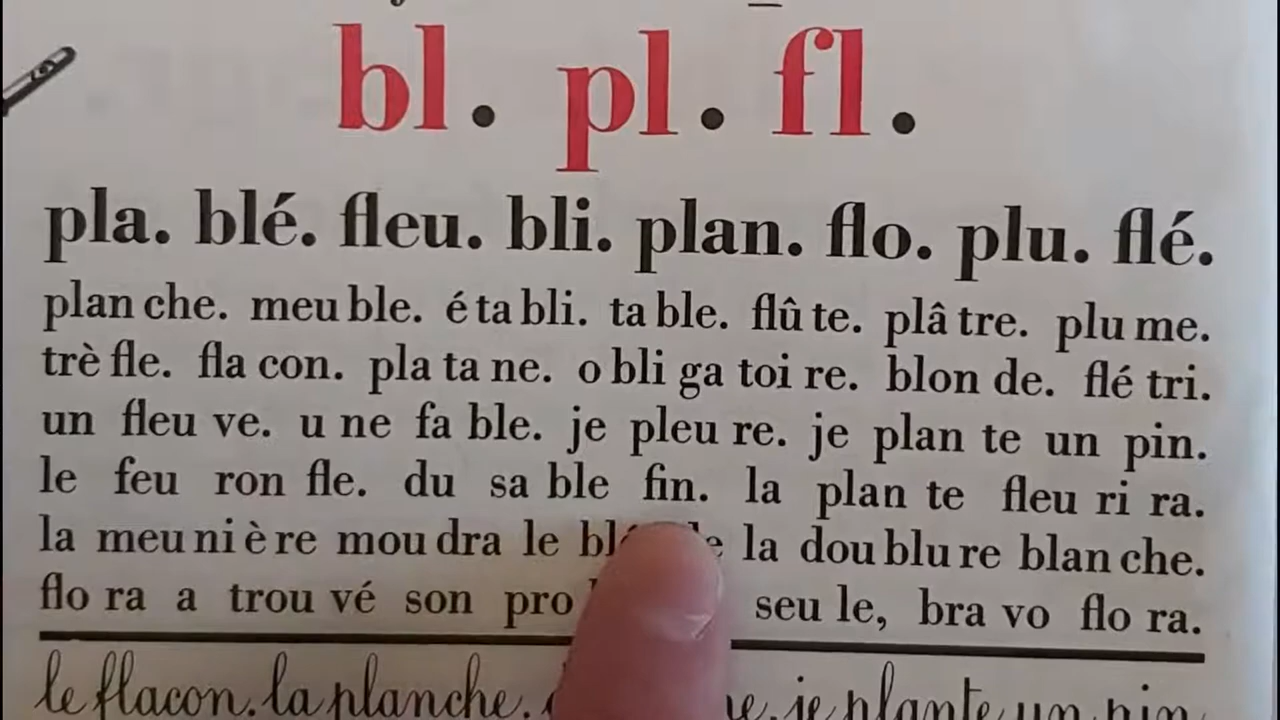 bl. pl. fl.
pla. blé. fleu. bli. plan. flo. plu. flé.
plan che. meu ble. é ta bli. ta ble. flû te. plâ tre. plu me.
trè fle. fla con. pla ta ne. o bli ga toi re. blon de. flé tri.
un fleu ve. u ne fa ble. je pleu re. je plan te un pin.
le feu ron fle. du sa ble fin. la plan te fleu ri ra.
la meu ni è re mou dra le la dou blu re blan che.
flo ra a trou vé son pro seu le, bra vo flo ra.
le flacon. la planche. je plante un pin.